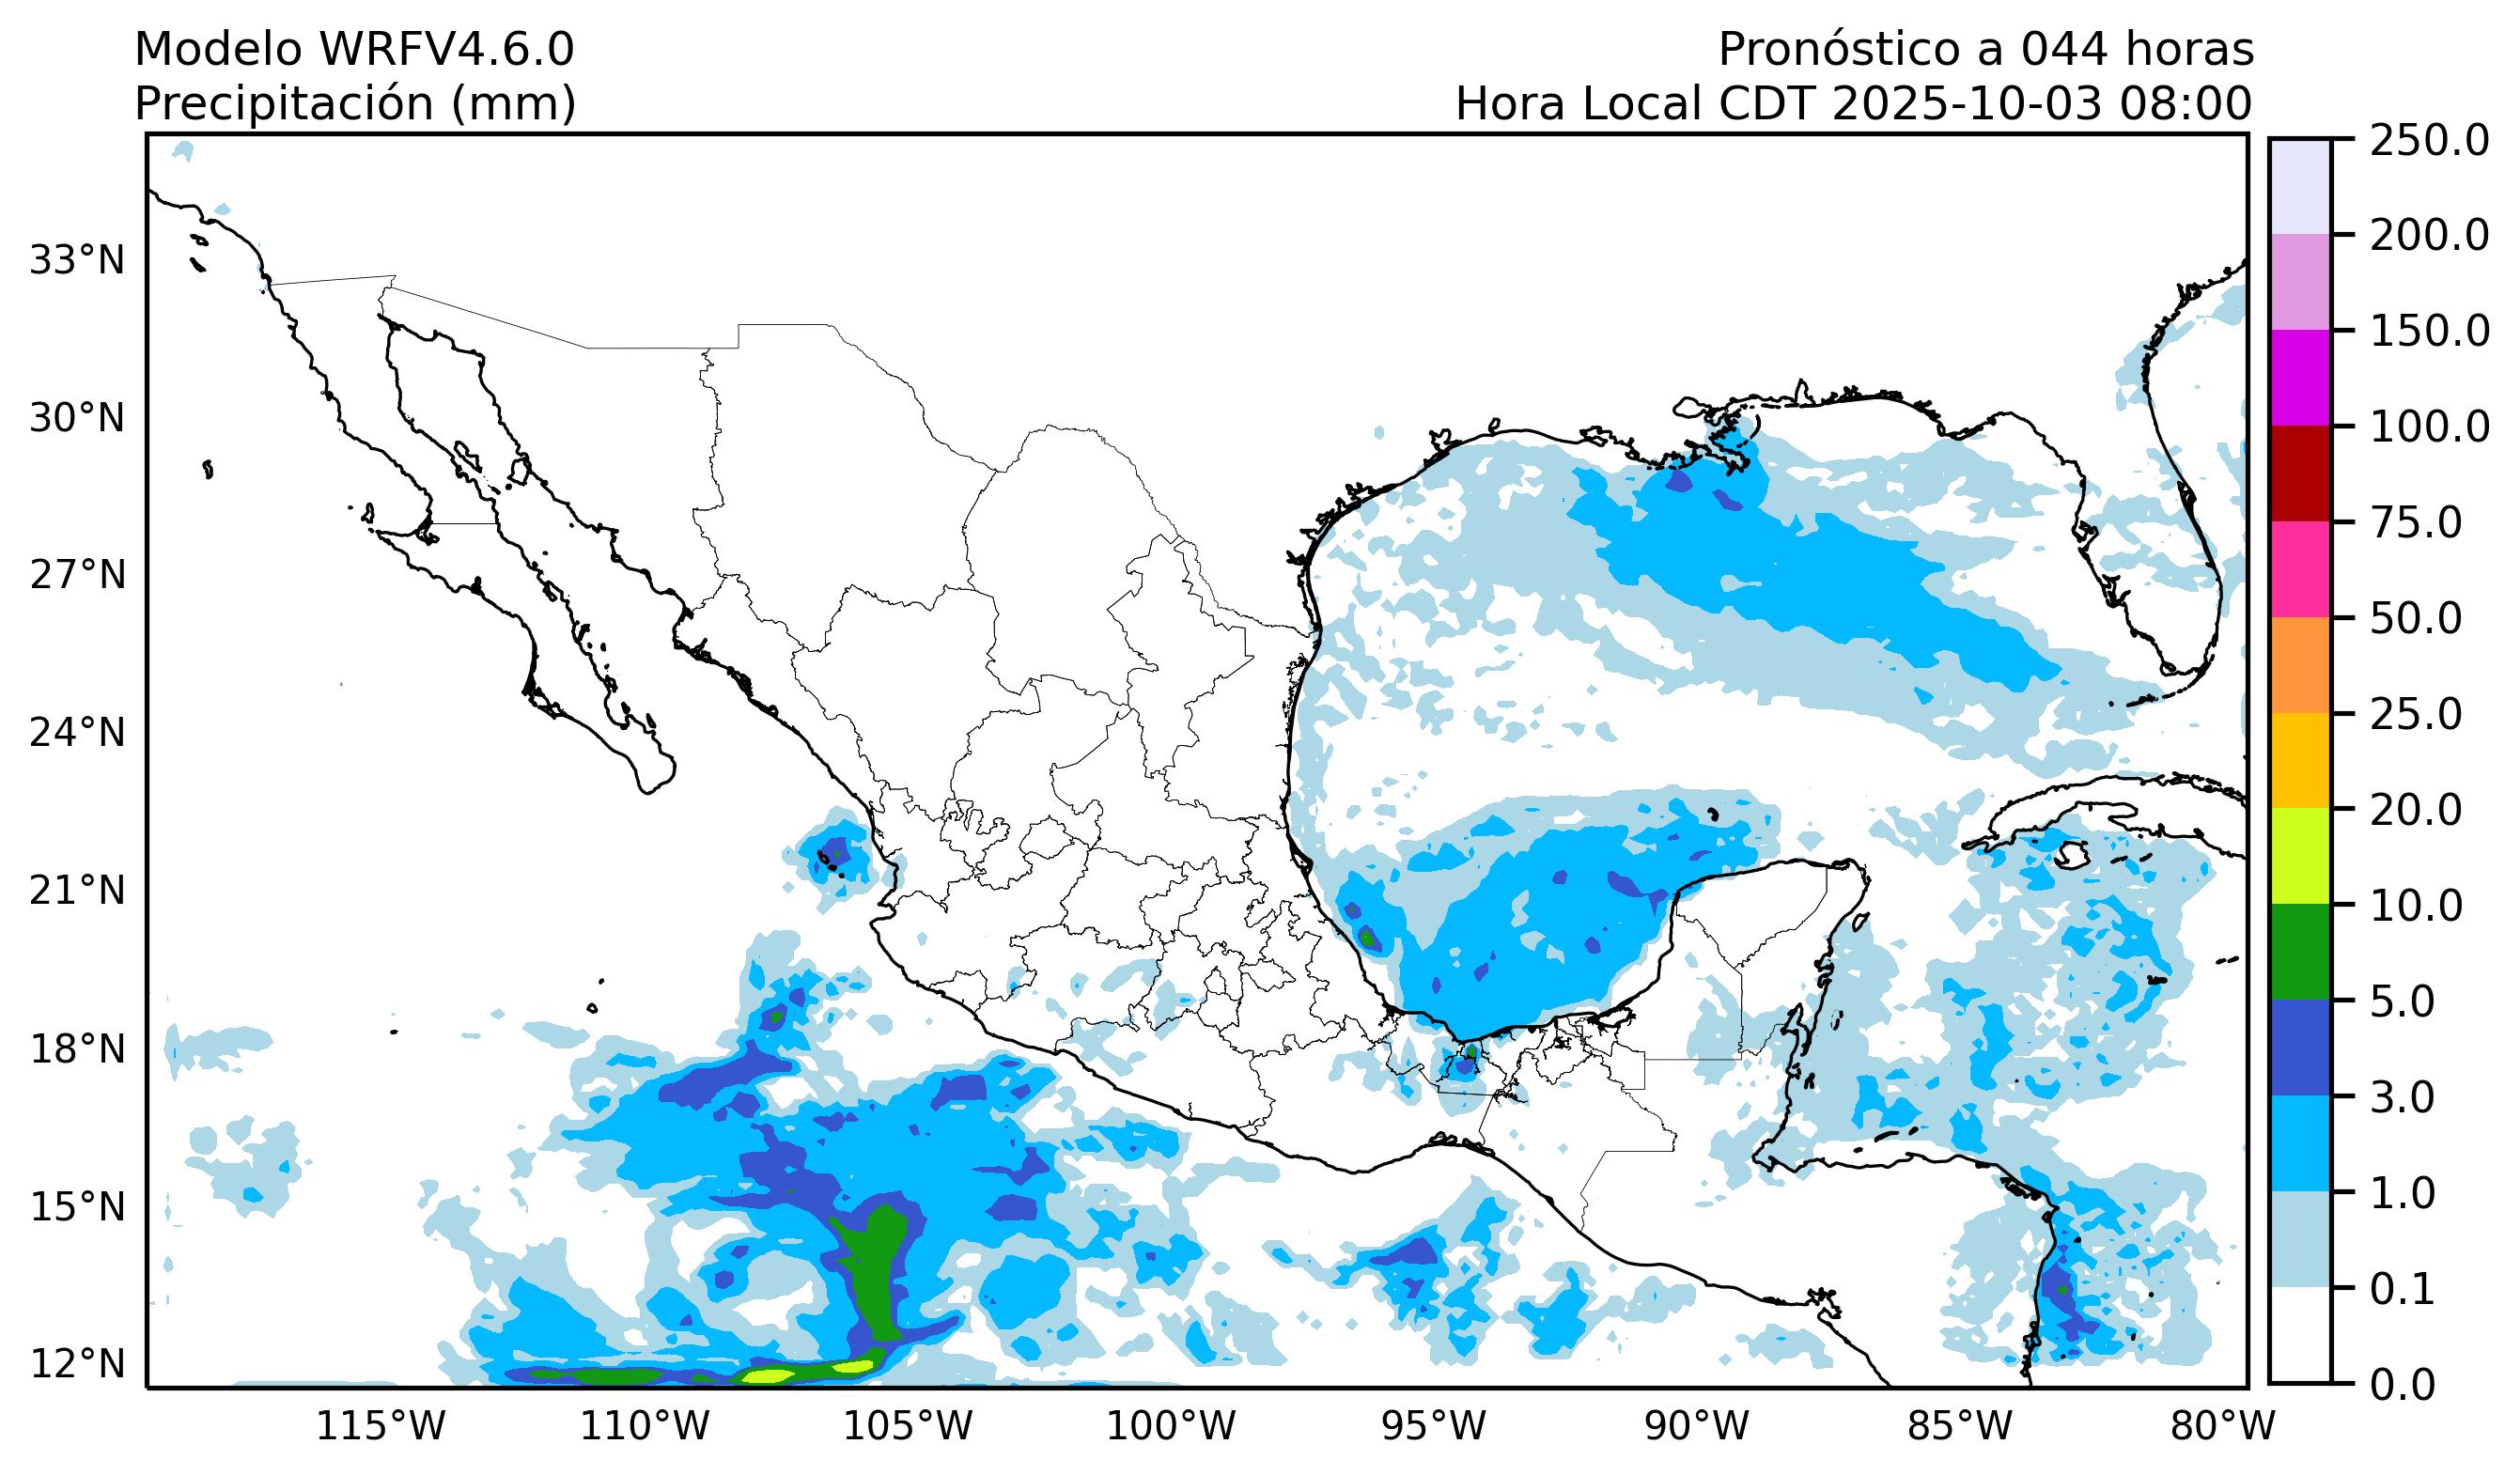 Modelo WRFV4.6.0
Precipitación (mm)
Pronóstico a 044 horas
Hora Local CDT 2025-10-03 08:00
33°N
30°N
27°N
24°N
21°N
18°N
15°N
12°N
115°W
110°W
105°W
100°W
95°W
90°W
85°W
80°W
250.0
200.0
150.0
100.0
75.0
50.0
25.0
20.0
10.0
5.0
3.0
1.0
0.1
0.0